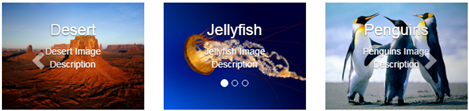 Desert
Desert Image
Description
Jellyfish
Jellyfish Image
Description
Penguins
Penguins Image
Description